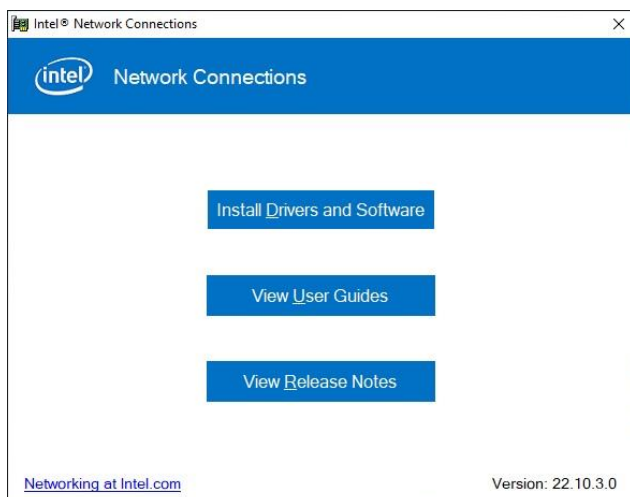 Intel® Network Connections
intel Network Connections
Install Drivers and Software
View User Guides
View Release Notes
Networking at Intel.com Version: 22.10.3.0